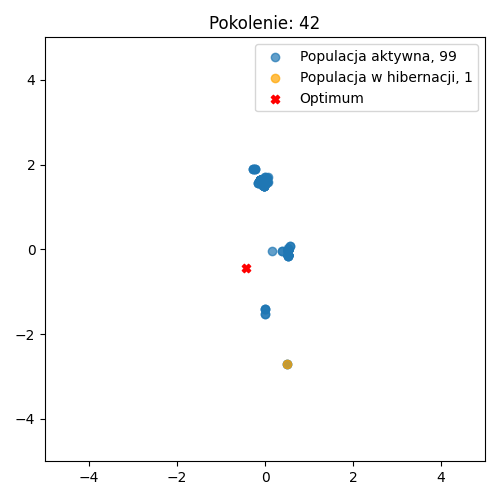 Pokolenie: 42
Populacja aktywna, 99
Populacja w hibernacji, 1
Optimum
4
2
0
−2
−4
−4
−2
0
2
4